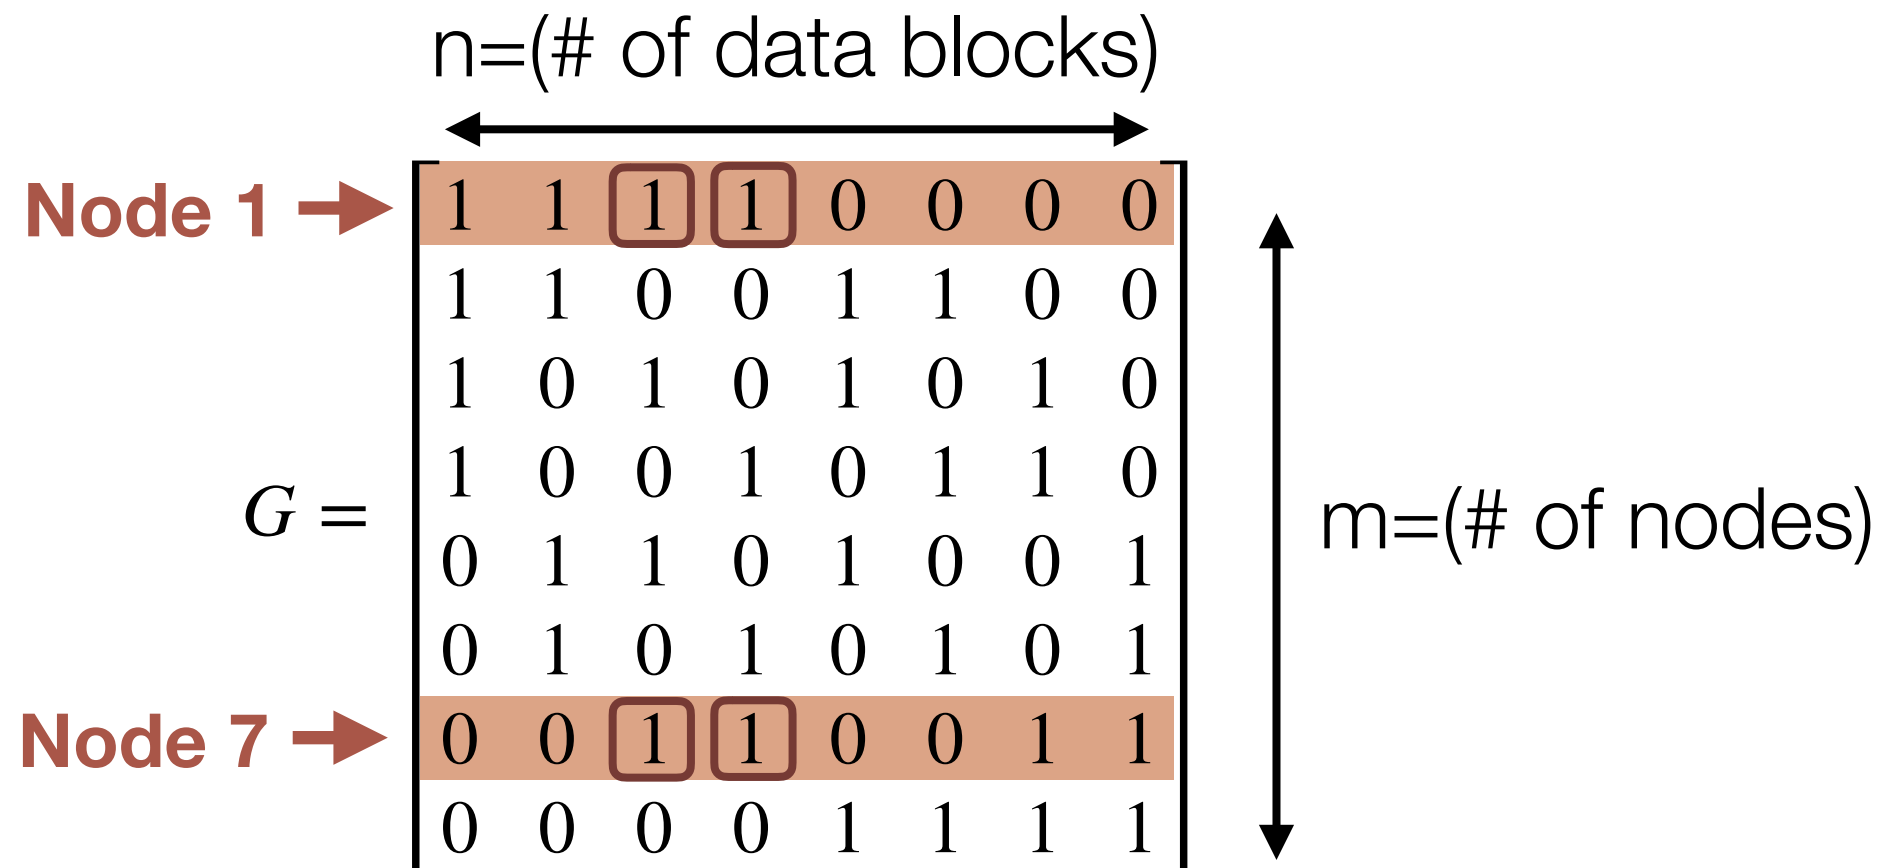 n=(# of data blocks)
Node 1 1 1 1 1 0 0 0 0
1 1 0 0 1 1 0 0
1 0 1 0 1 0 1 0
1 0 0 1 0 1 1 0
G =
m=(# of nodes)
0 1 1 0 1 0 0 1
0 1 0 1 0 1 0 1
Node 7 0 0 1 1 0 0 1 1
0 0 0 0 1 1 1 1